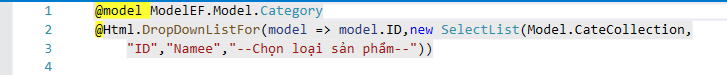 1 @model ModelEF.Model.Category
2 @Html.DropDownListFor(model => model.ID,new SelectList(Model.CateCollection,
3 "ID","Namee","--Chọn loại sản phẩm--"))
4